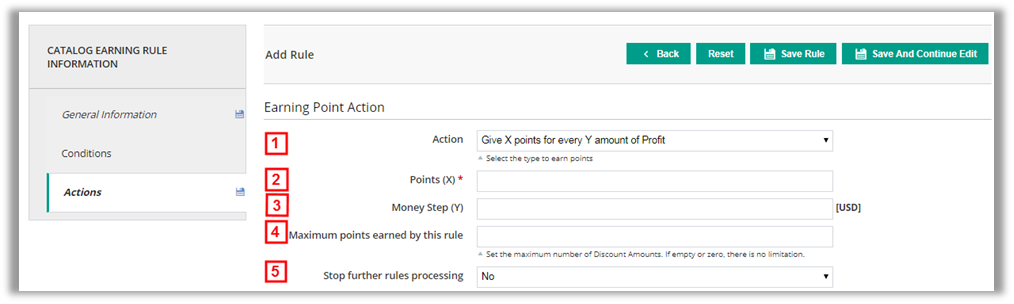 CATALOG EARNING RULE
INFORMATION
General Information
Conditions
Actions
Add Rule
Back
Reset
Save Rule
Save And Continue Edit
Earning Point Action
1 Action Give X points for every Y amount of Profit
Select the type to earn points
2 Points (X) *
3 Money Step (Y) [USD]
4 Maximum points earned by this rule
Set the maximum number of Discount Amounts. If empty or zero, there is no limitation.
5 Stop further rules processing No